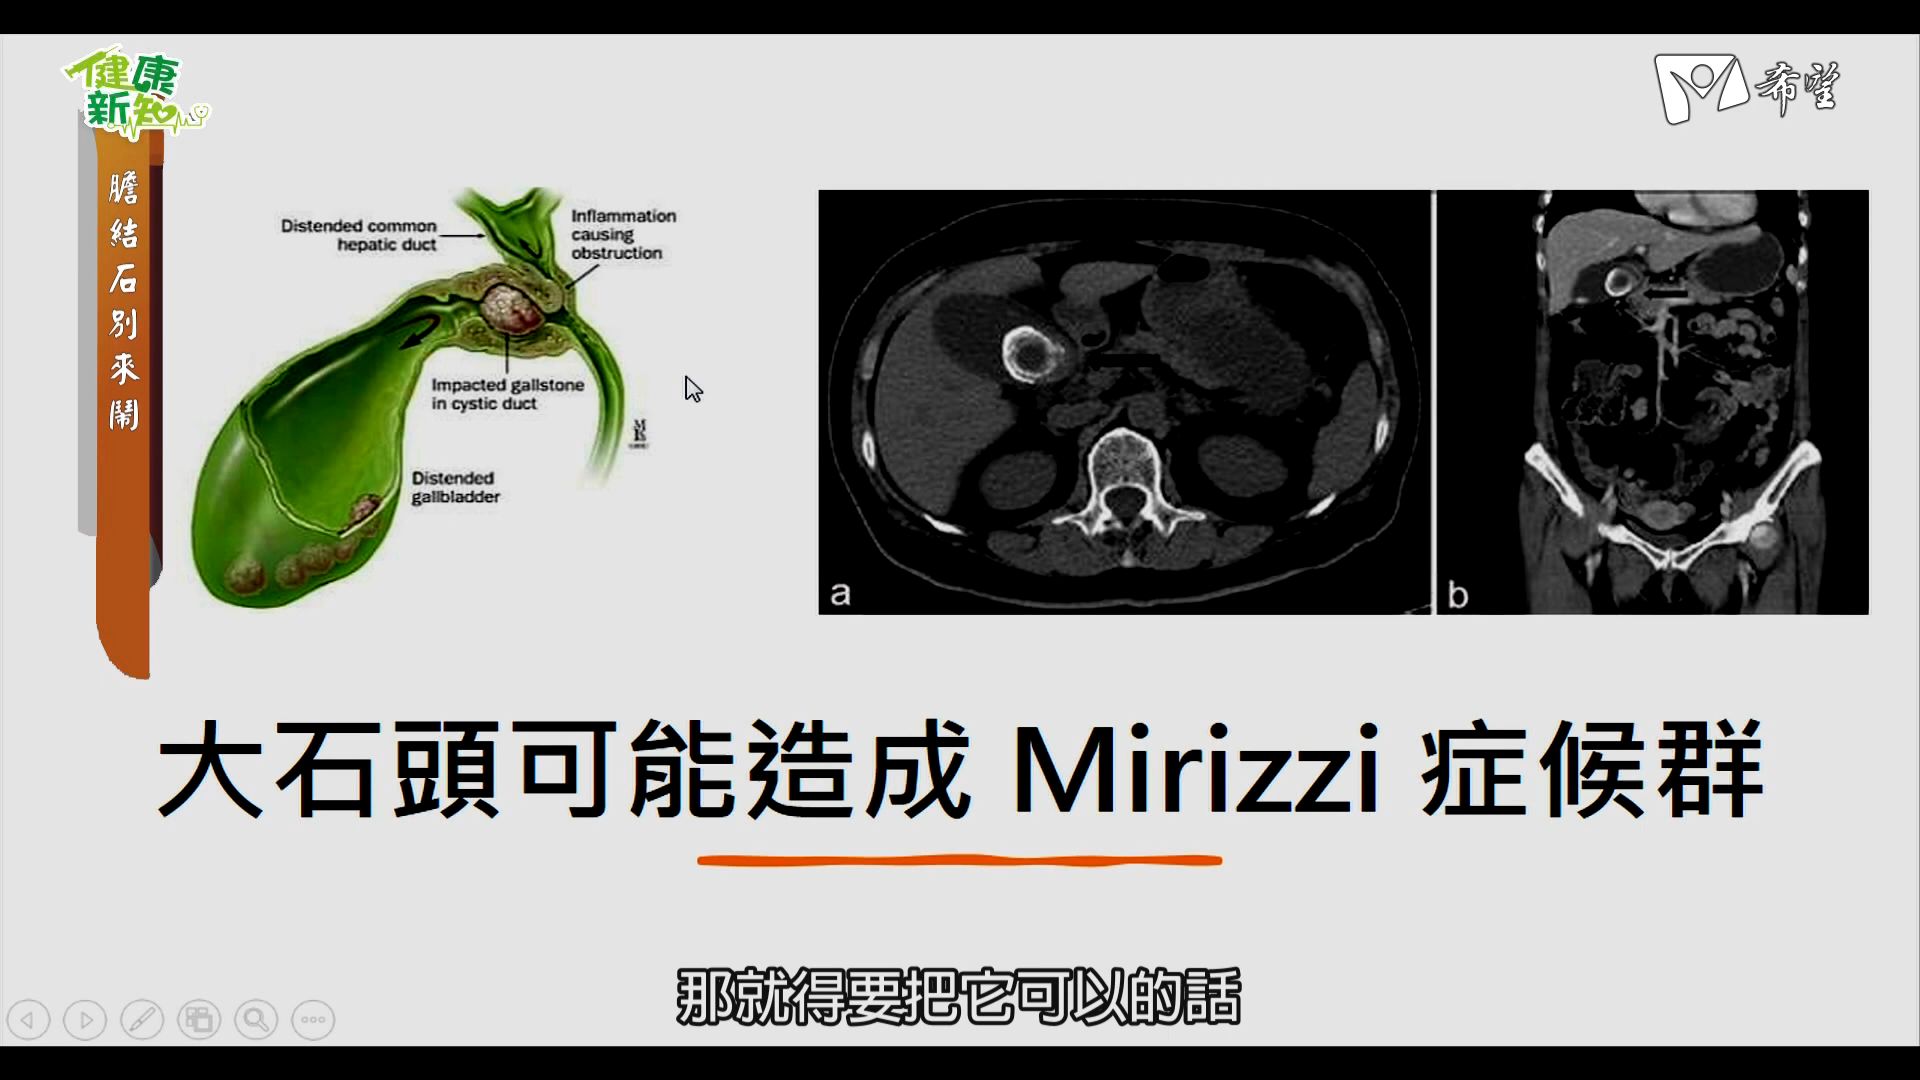 健康
新知
希望
膽結石別來鬧
Distended common
hepatic duct
Inflammation
causing
obstruction
Impacted gallstone
in cystic duct
Distended
gallbladder
a
b
大石頭可能造成 Mirizzi 症候群
那就得要把它可以的話